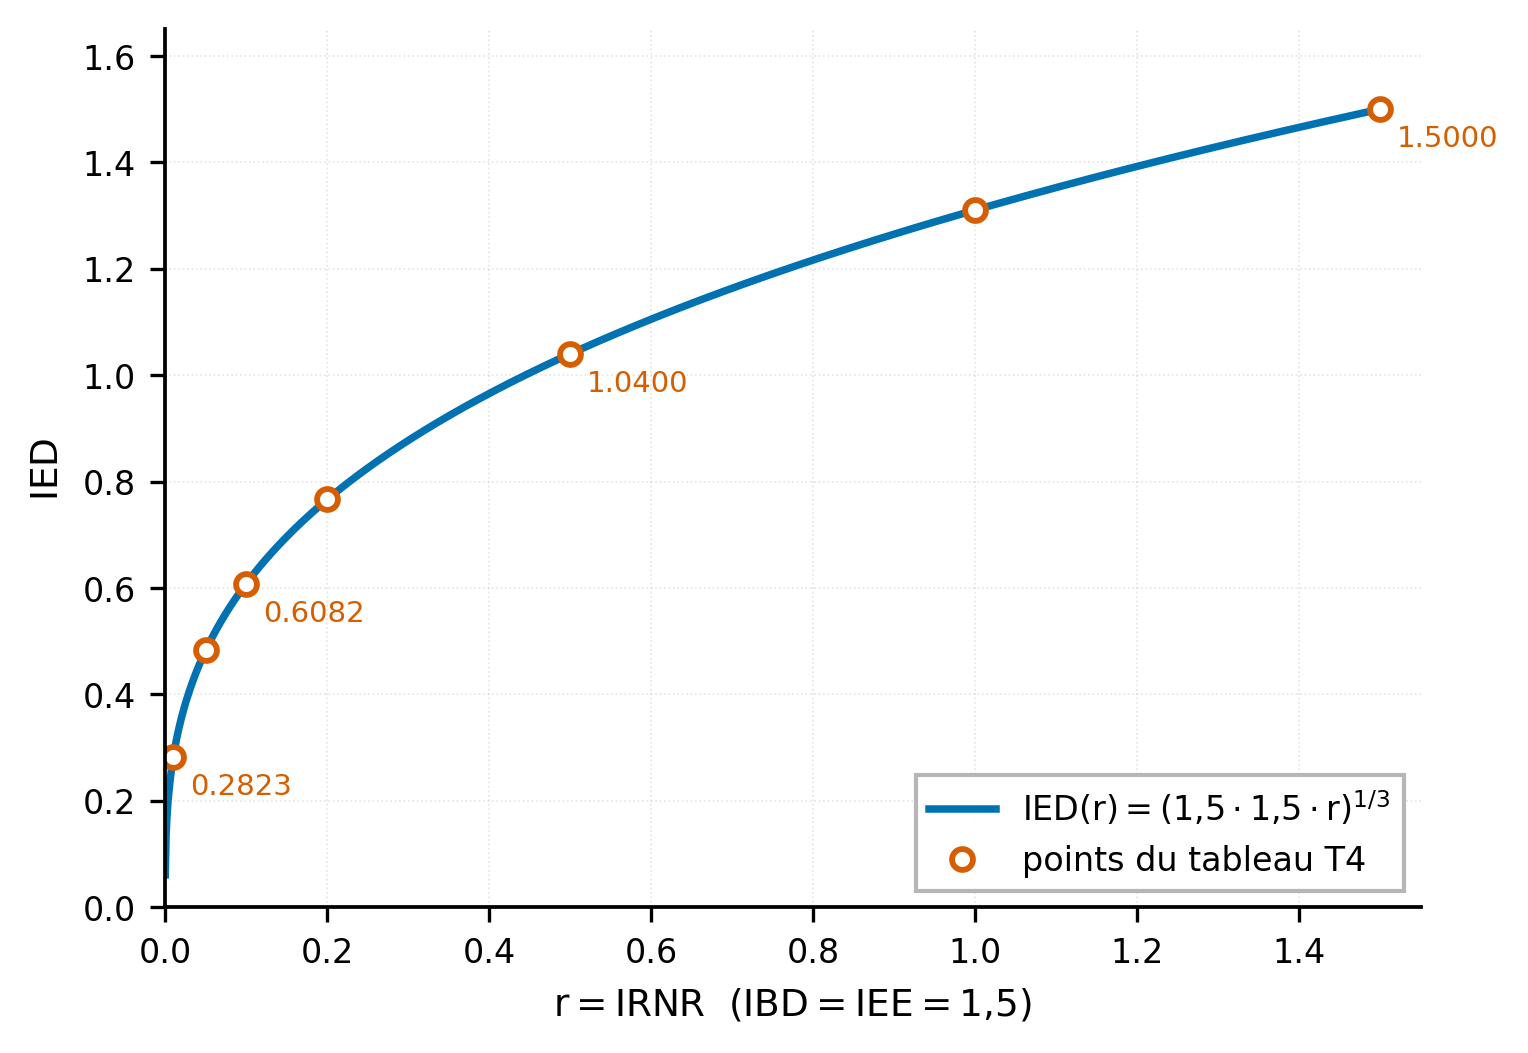 1.6
1.4
1.2
1.0
0.8
0.6
0.4
0.2
0.0
IED
1.5000
1.0400
0.6082
0.2823
IED(r) = (1,5 · 1,5 · r)^{1/3}
points du tableau T4
0.0 0.2 0.4 0.6 0.8 1.0 1.2 1.4
r = IRNR (IBD = IEE = 1,5)